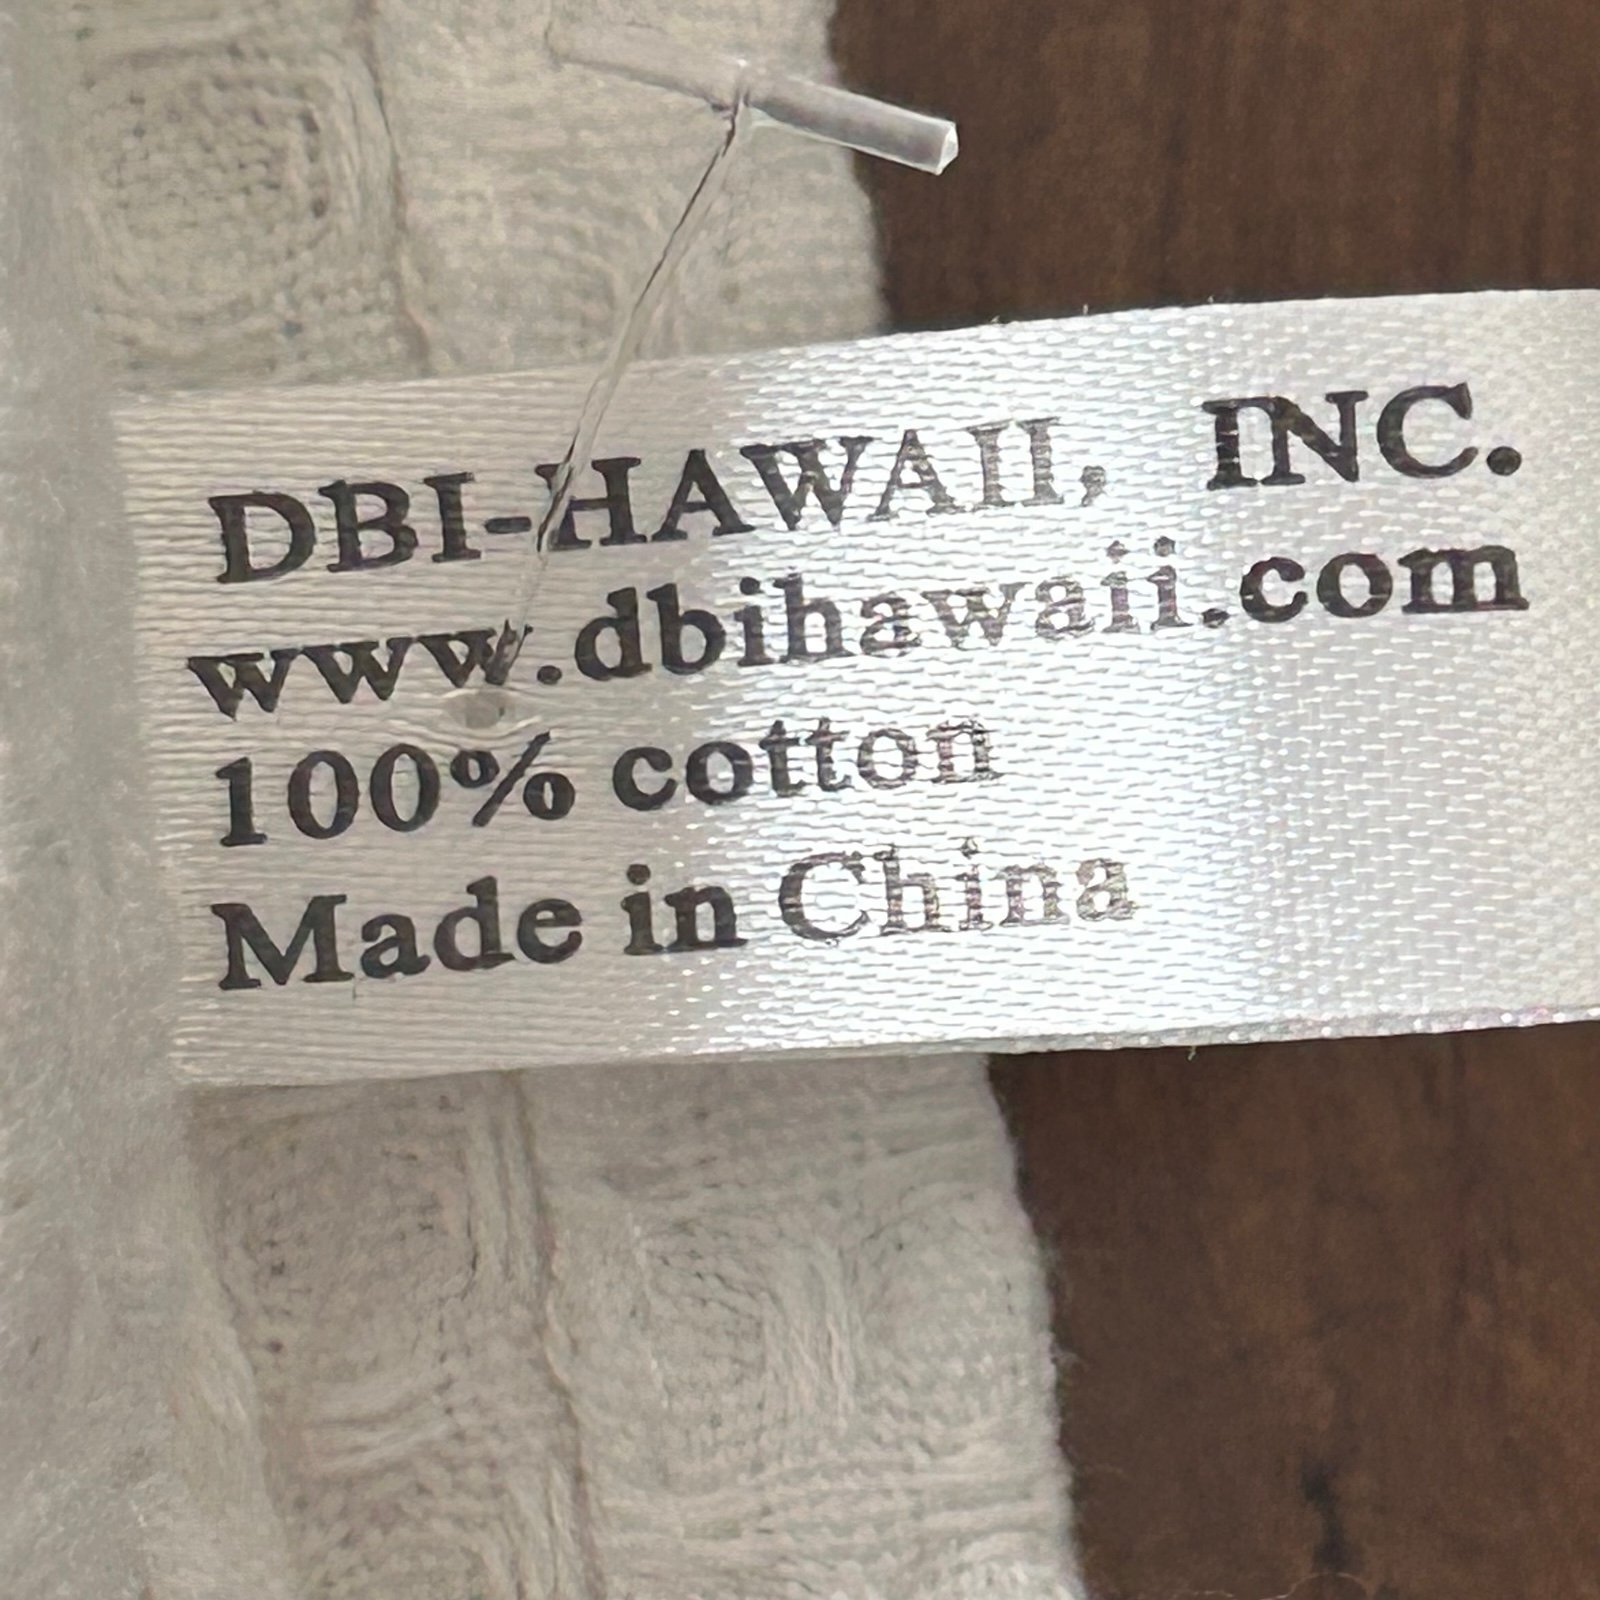 DBI-HAWAII, INC.
www.dbihawaii.com
100% cotton
Made in China